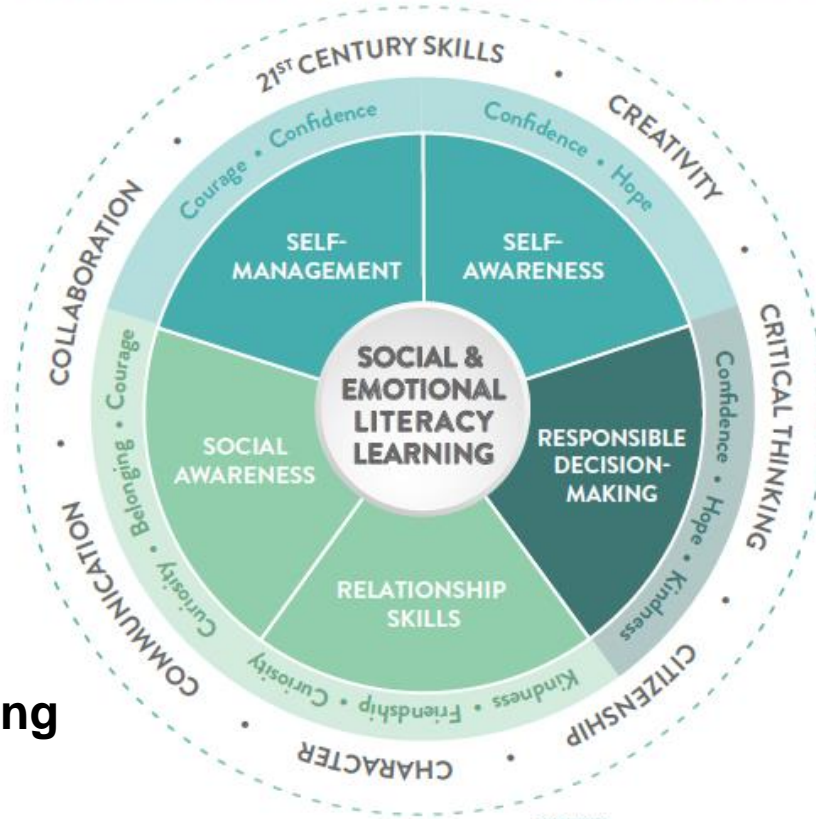 21ST CENTURY SKILLS • CREATIVITY • CRITICAL THINKING • CITIZENSHIP • CHARACTER • COMMUNICATION • COLLABORATION •
Courage • Confidence
Confidence • Hope
Confidence • Hope • Kindness
Kindness • Friendship • Curiosity
Curiosity • Belonging • Courage
SELF-
MANAGEMENT
SELF-
AWARENESS
SOCIAL &
EMOTIONAL
LITERACY
LEARNING
RESPONSIBLE
DECISION-
MAKING
SOCIAL
AWARENESS
RELATIONSHIP
SKILLS
ng